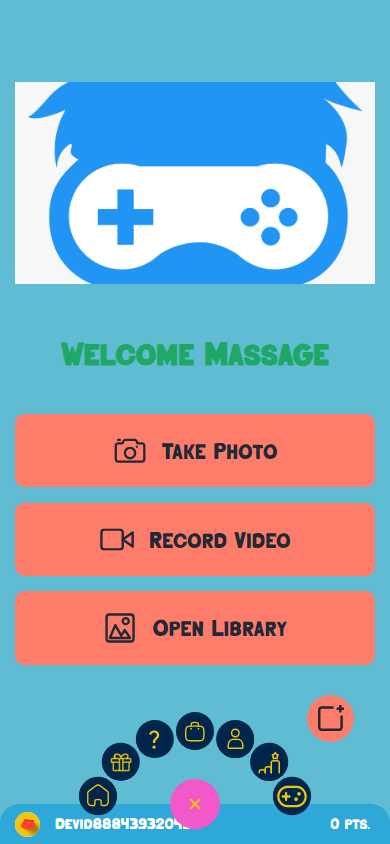 Welcome Massage
Take Photo
Record Video
Open Library
?
0 PTS.